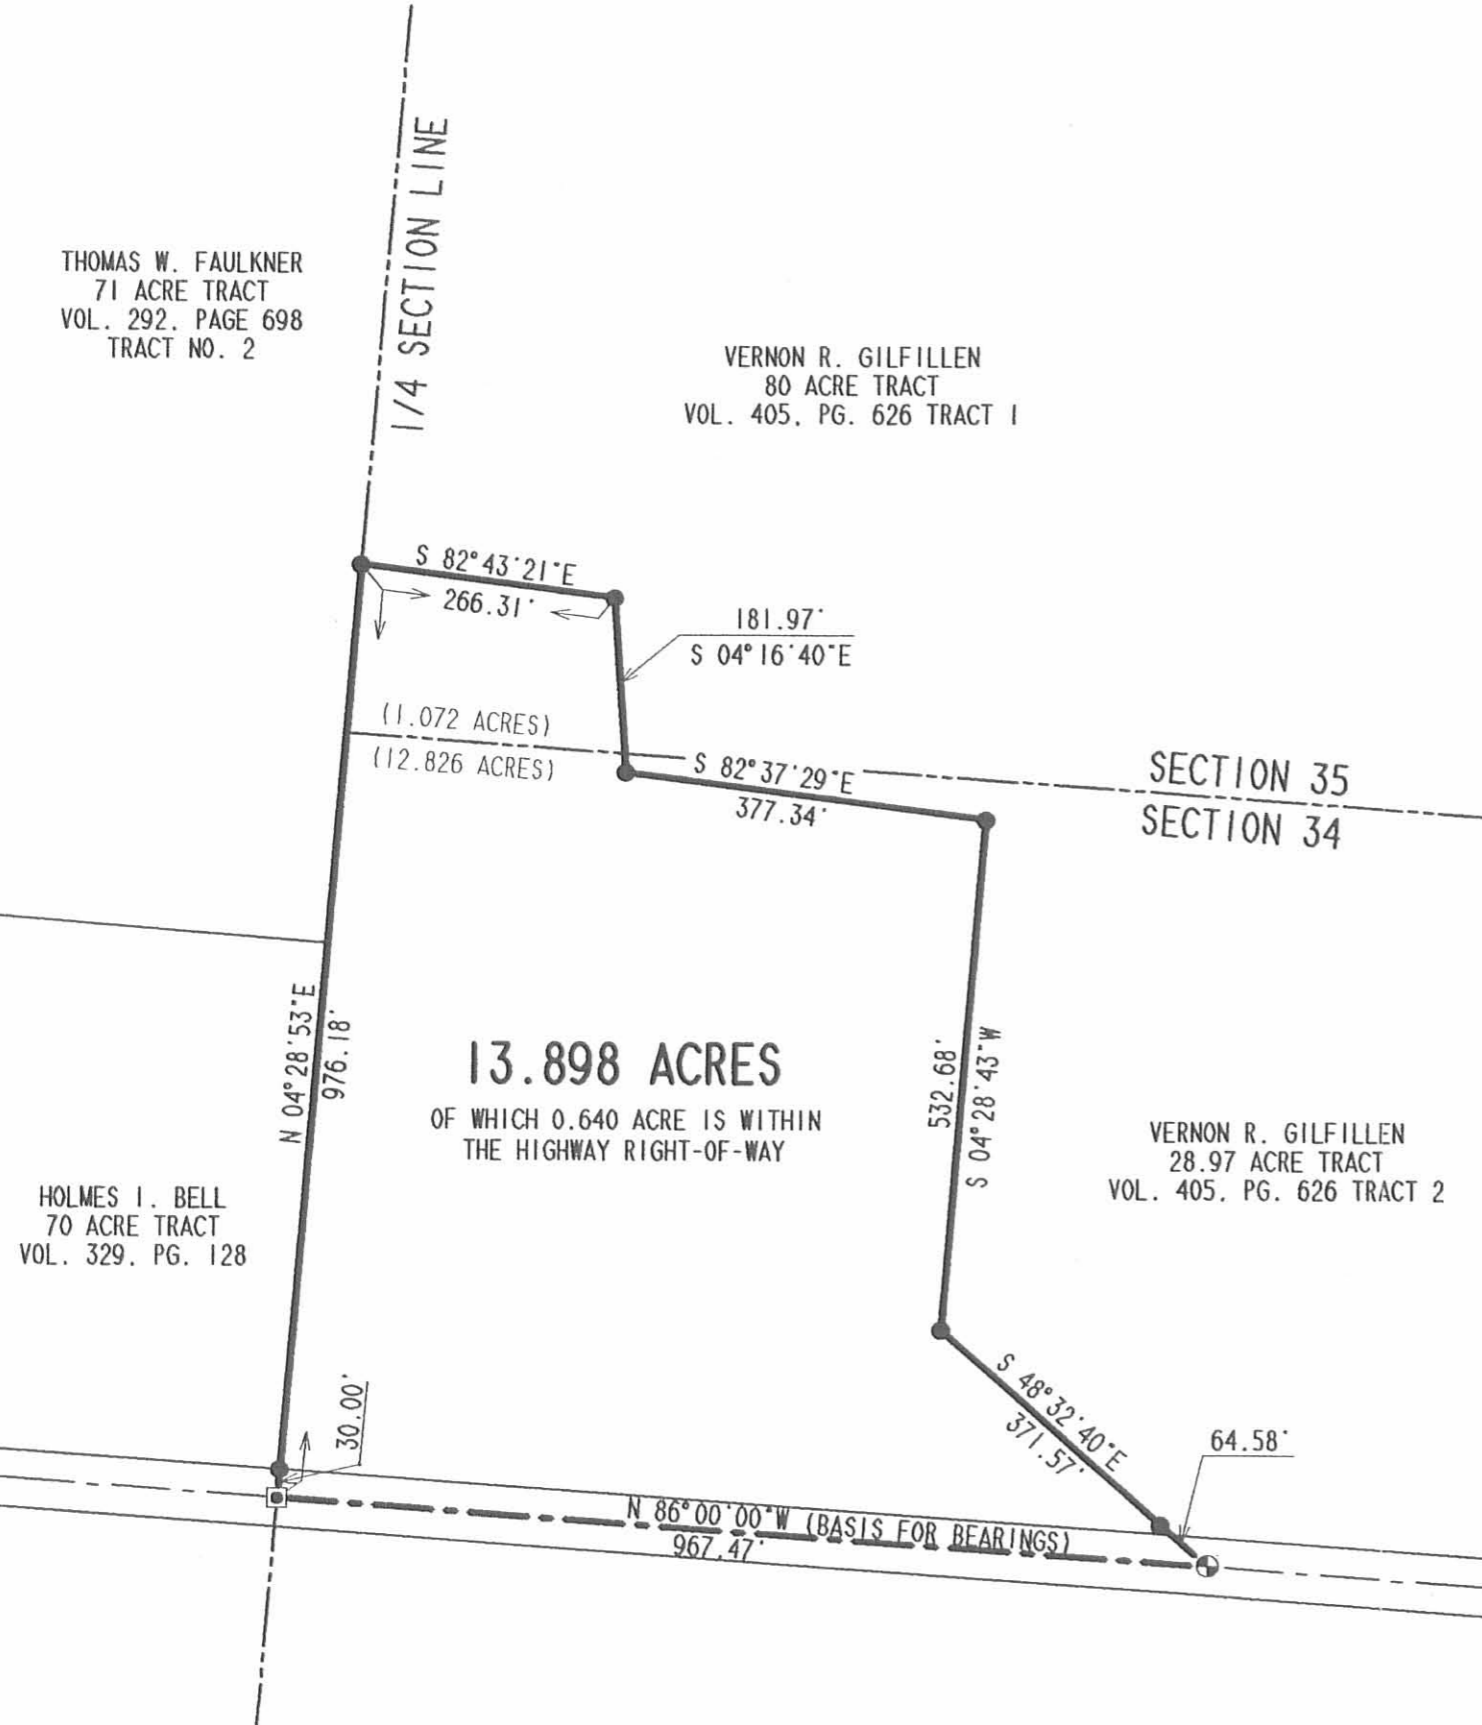 1/4 SECTION LINE
THOMAS W. FAULKNER
71 ACRE TRACT
VOL. 292, PAGE 698
TRACT NO. 2
VERNON R. GILFILLEN
80 ACRE TRACT
VOL. 405, PG. 626 TRACT 1
S 82°43'21"E
266.31'
181.97'
S 04°16'40"E
(1.072 ACRES)
(12.826 ACRES)
S 82°37'29"E
377.34'
SECTION 35
SECTION 34
N 04°28'53"E
976.18'
13.898 ACRES
OF WHICH 0.640 ACRE IS WITHIN
THE HIGHWAY RIGHT-OF-WAY
532.68'
S 04°28'43"W
VERNON R. GILFILLEN
28.97 ACRE TRACT
VOL. 405, PG. 626 TRACT 2
HOLMES I. BELL
70 ACRE TRACT
VOL. 329, PG. 128
30.00'
S 48°32'40"E
371.57'
64.58'
N 86°00'00"W (BASIS FOR BEARINGS)
967.47'